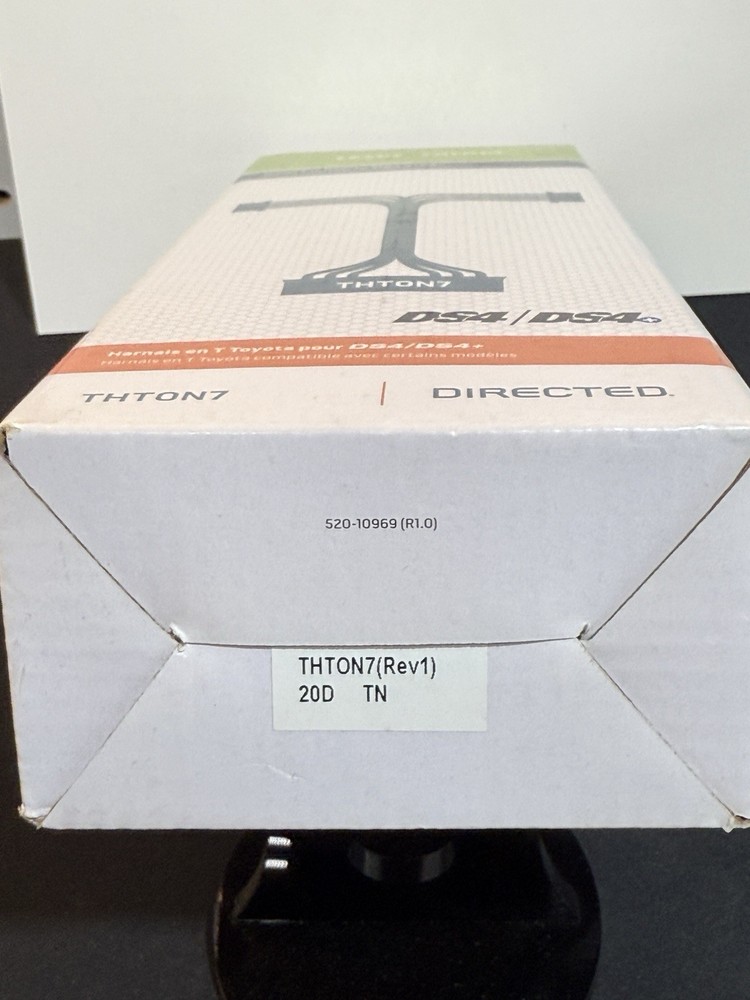 THTON7
DS4/DS4+
Harnais en T Toyota pour DS4/DS4+
Harnais en T Toyota compatible avec certains modèles
THTON7 | DIRECTED.
520-10969 (R1.0)
THTON7(Rev1)
20D TN